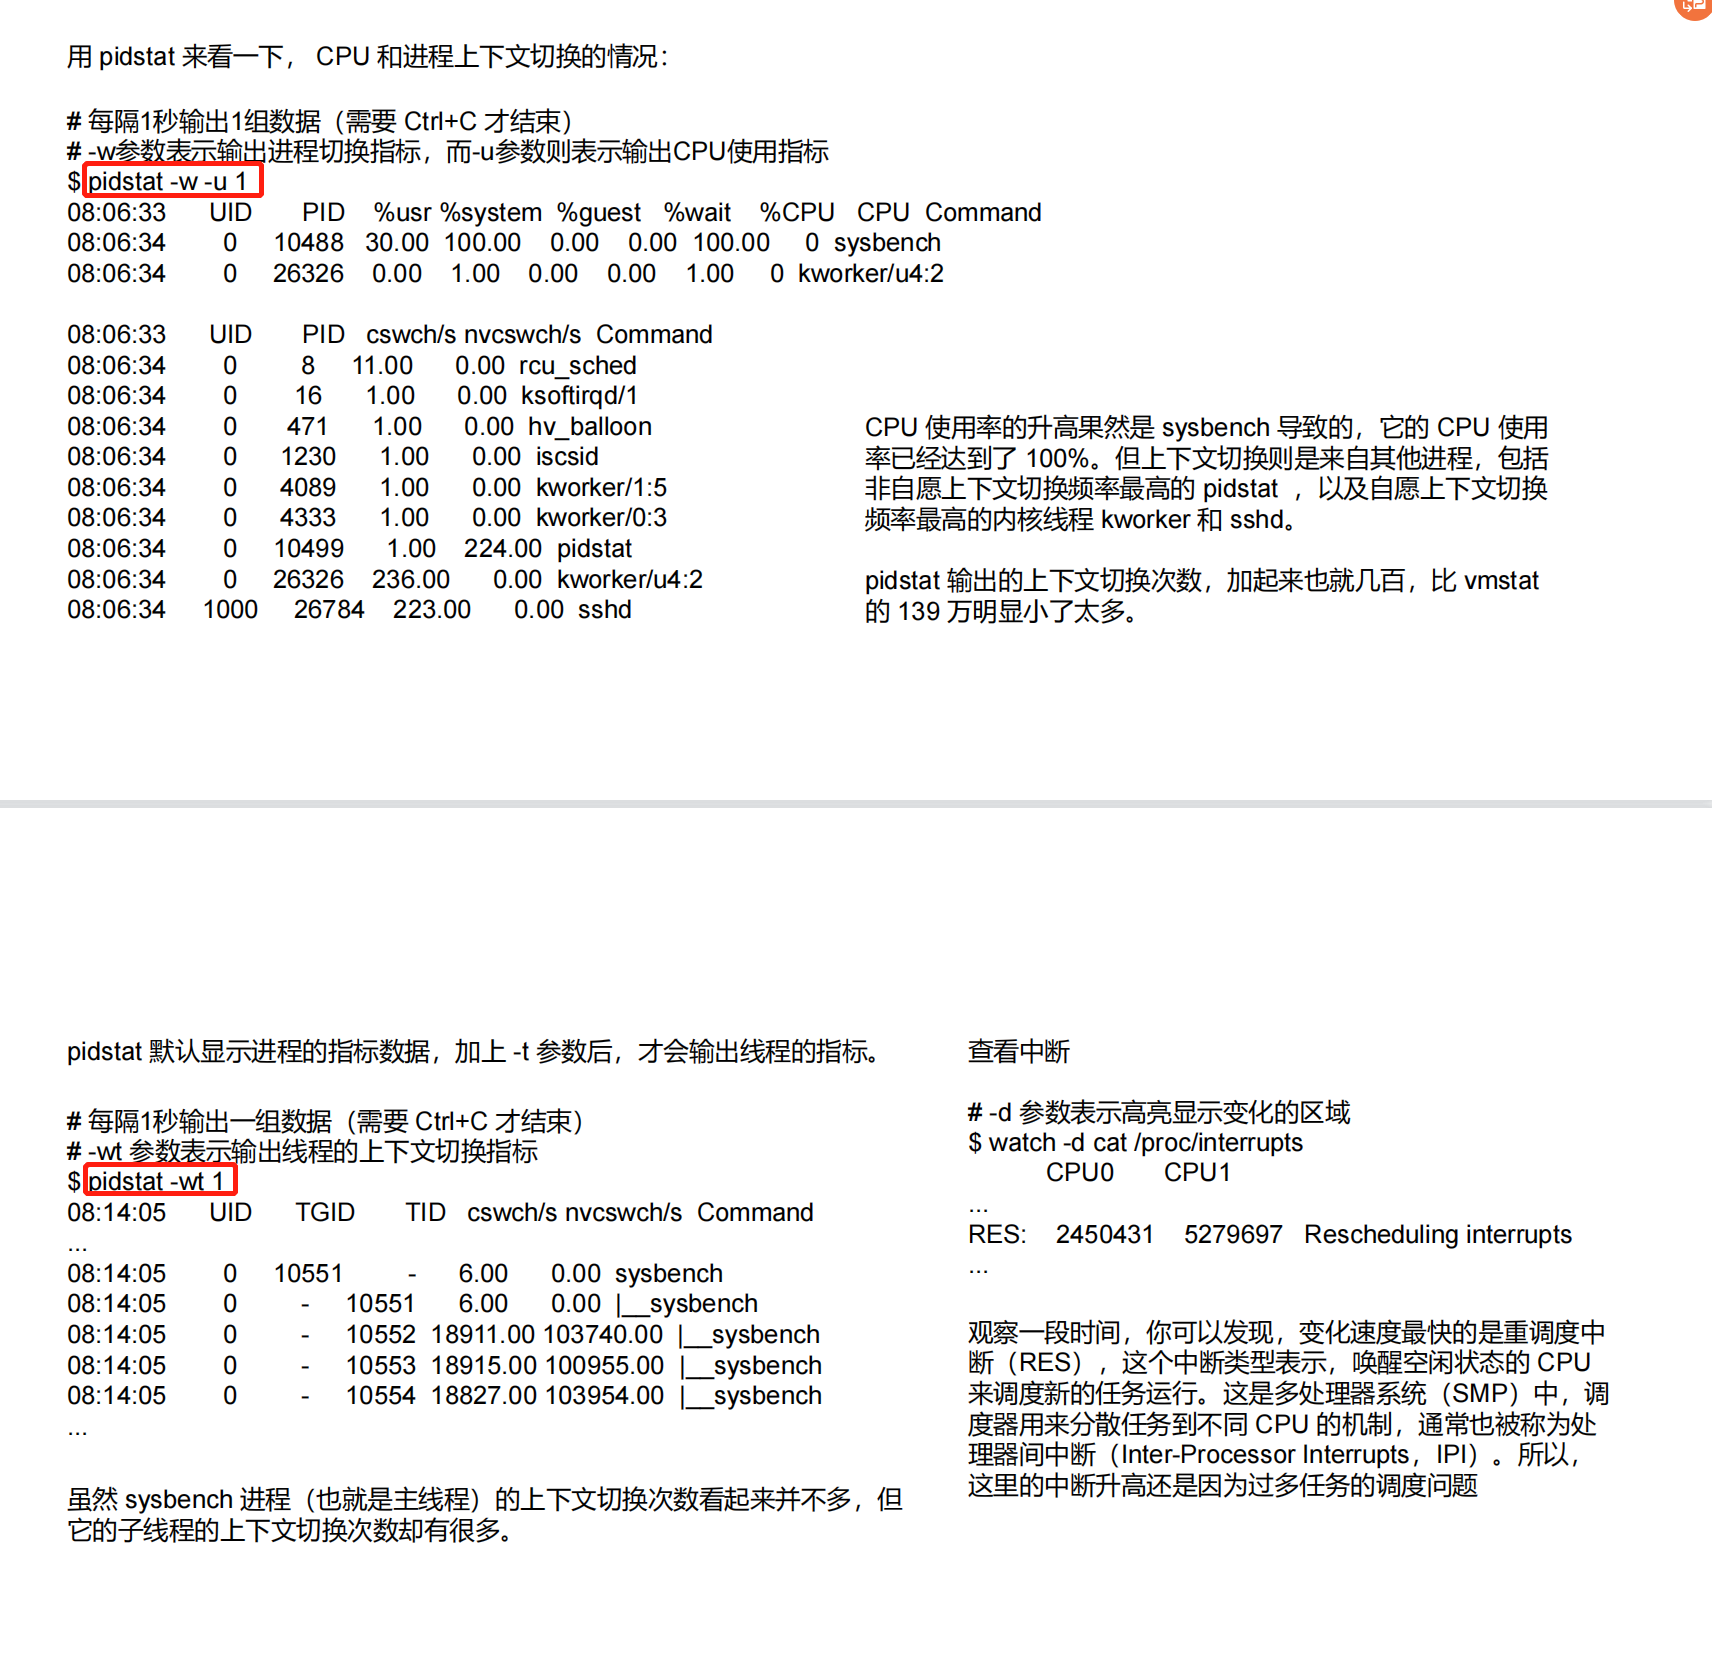 用 pidstat 来看一下， CPU 和进程上下文切换的情况：
# 每隔1秒输出1组数据（需要 Ctrl+C 才结束）
# -w参数表示输出进程切换指标，而-u参数则表示输出CPU使用指标
$ pidstat -w -u 1
08:06:33 UID PID %usr %system %guest %wait %CPU CPU Command
08:06:34 0 10488 30.00 100.00 0.00 0.00 100.00 0 sysbench
08:06:34 0 26326 0.00 1.00 0.00 0.00 1.00 0 kworker/u4:2
08:06:33 UID PID cswch/s nvcswch/s Command
08:06:34 0 8 11.00 0.00 rcu_sched
08:06:34 0 16 1.00 0.00 ksoftirqd/1
08:06:34 0 471 1.00 0.00 hv_balloon
08:06:34 0 1230 1.00 0.00 iscsid
08:06:34 0 4089 1.00 0.00 kworker/1:5
08:06:34 0 4333 1.00 0.00 kworker/0:3
08:06:34 0 10499 1.00 224.00 pidstat
08:06:34 0 26326 236.00 0.00 kworker/u4:2
08:06:34 1000 26784 223.00 0.00 sshd
CPU 使用率的升高果然是 sysbench 导致的，它的 CPU 使用
率已经达到了 100%。但上下文切换则是来自其他进程，包括
非自愿上下文切换频率最高的 pidstat ，以及自愿上下文切换
频率最高的内核线程 kworker 和 sshd。
pidstat 输出的上下文切换次数，加起来也就几百，比 vmstat
的 139 万明显小了太多。
pidstat 默认显示进程的指标数据，加上 -t 参数后，才会输出线程的指标。
# 每隔1秒输出一组数据（需要 Ctrl+C 才结束）
# -wt 参数表示输出线程的上下文切换指标
$ pidstat -wt 1
08:14:05 UID TGID TID cswch/s nvcswch/s Command
...
08:14:05 0 10551 - 6.00 0.00 sysbench
08:14:05 0 - 10551 6.00 0.00 |__sysbench
08:14:05 0 - 10552 18911.00 103740.00 |__sysbench
08:14:05 0 - 10553 18915.00 100955.00 |__sysbench
08:14:05 0 - 10554 18827.00 103954.00 |__sysbench
...
虽然 sysbench 进程（也就是主线程）的上下文切换次数看起来并不多，但
它的子线程的上下文切换次数却有很多。
查看中断
# -d 参数表示高亮显示变化的区域
$ watch -d cat /proc/interrupts
CPU0 CPU1
...
RES: 2450431 5279697 Rescheduling interrupts
...
观察一段时间，你可以发现，变化速度最快的是重调度中
断（RES），这个中断类型表示，唤醒空闲状态的 CPU
来调度新的任务运行。这是多处理器系统（SMP）中，调
度器用来分散任务到不同 CPU 的机制，通常也被称为处
理器间中断（Inter-Processor Interrupts，IPI）。所以，
这里的中断升高还是因为过多任务的调度问题